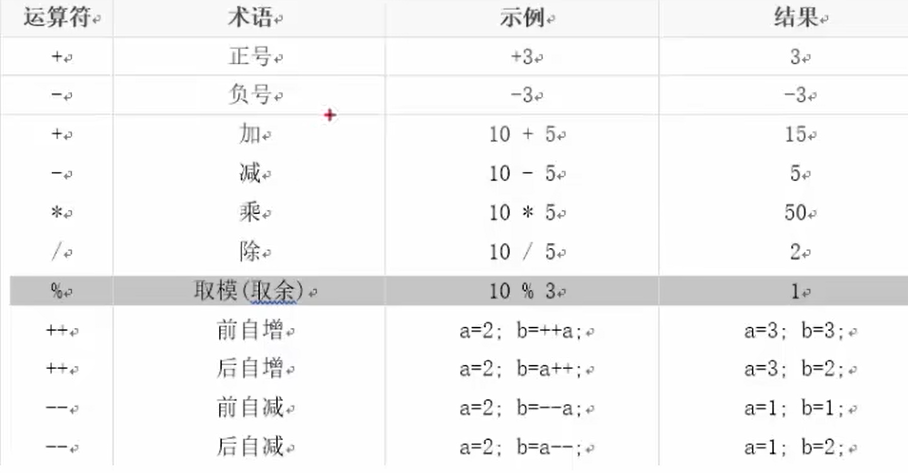 运算符 术语 示例 结果
+ 正号 +3 3
- 负号 -3 -3
+ 加 10 + 5 15
- 减 10 - 5 5
* 乘 10 * 5 50
/ 除 10 / 5 2
% 取模(取余) 10 % 3 1
++ 前自增 a=2; b=++a; a=3; b=3;
++ 后自增 a=2; b=a++; a=3; b=2;
-- 前自减 a=2; b=--a; a=1; b=1;
-- 后自减 a=2; b=a--; a=1; b=2;